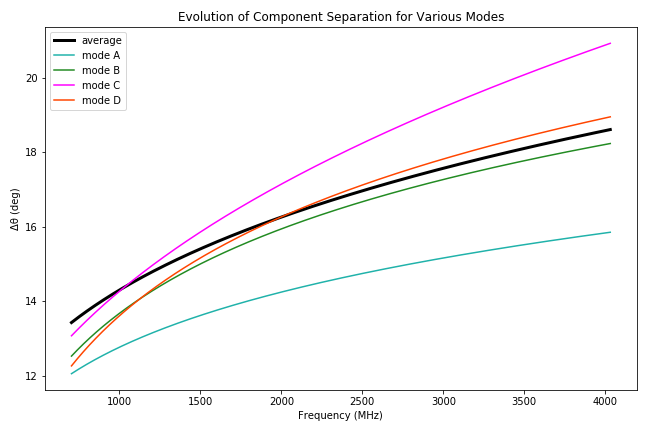 Evolution of Component Separation for Various Modes
average
mode A
mode B
mode C
mode D
Δθ (deg)
20
18
16
14
12
1000 1500 2000 2500 3000 3500 4000
Frequency (MHz)